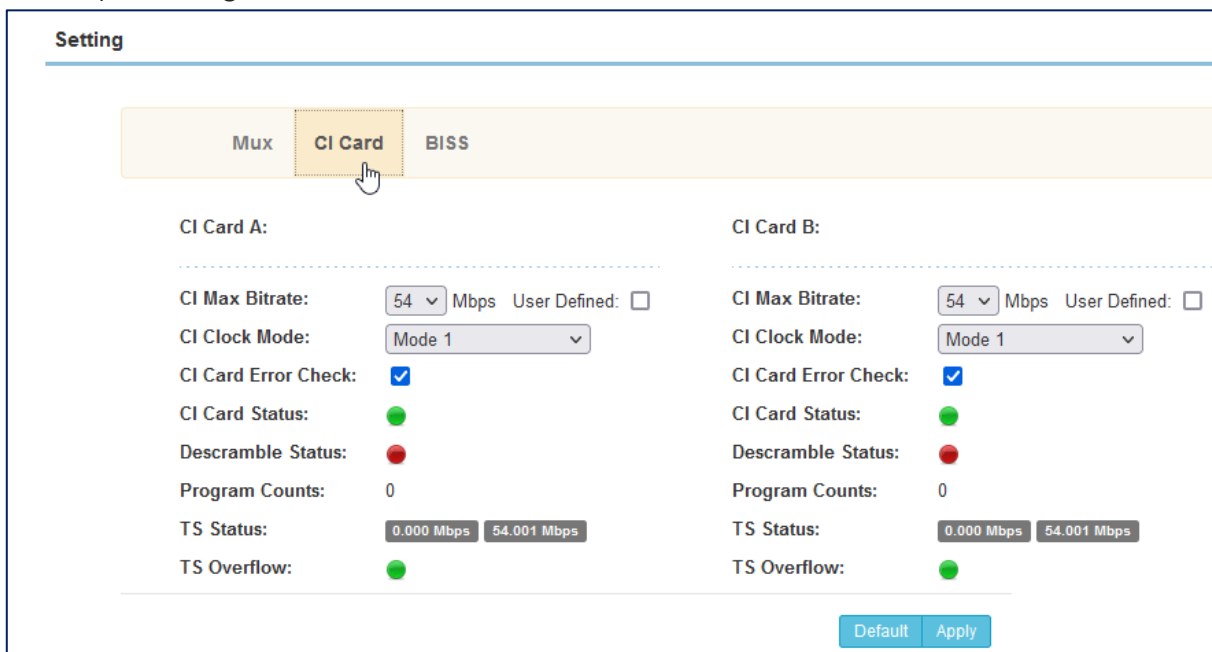 Setting
Mux CI Card BISS
CI Card A: CI Card B:
CI Max Bitrate: 54 Mbps User Defined: CI Max Bitrate: 54 Mbps User Defined:
CI Clock Mode: Mode 1 CI Clock Mode: Mode 1
CI Card Error Check: CI Card Error Check:
CI Card Status: CI Card Status:
Descramble Status: Descramble Status:
Program Counts: 0 Program Counts: 0
TS Status: 0.000 Mbps 54.001 Mbps TS Status: 0.000 Mbps 54.001 Mbps
TS Overflow: TS Overflow:
Default Apply